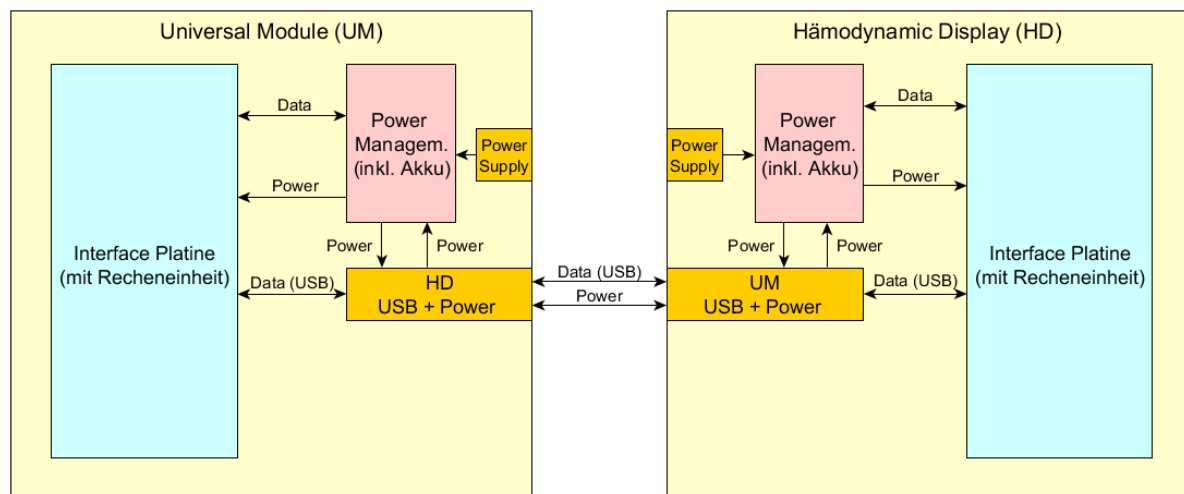 Universal Module (UM)
Data
Power
Managem.
(inkl. Akku)
Power
Supply
Power
Interface Platine
(mit Recheneinheit)
Power
Power
Data (USB)
HD
USB + Power
Data (USB)
Power
Hämodynamic Display (HD)
Power
Supply
Power
Managem.
(inkl. Akku)
Data
Power
Power
Power
UM
USB + Power
Data (USB)
Interface Platine
(mit Recheneinheit)